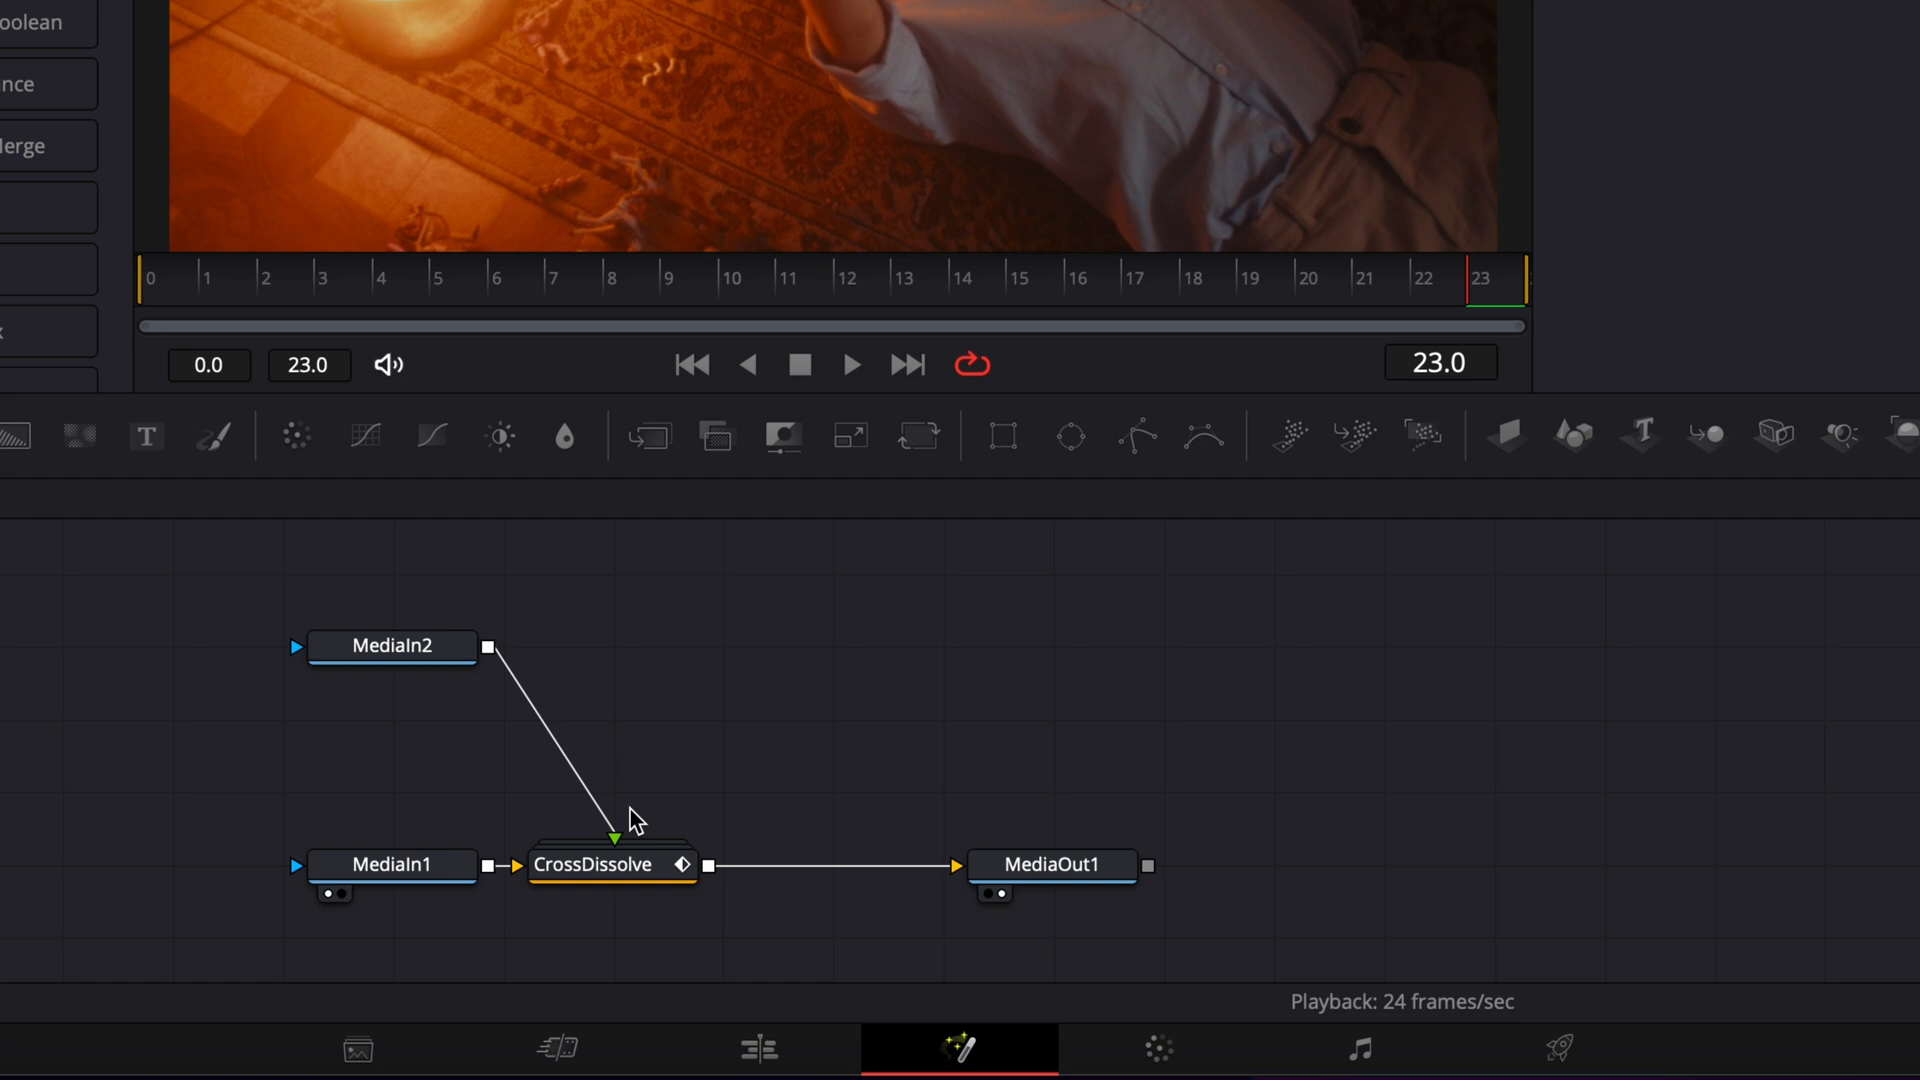 oolean
nce
erge
0 1 2 3 4 5 6 7 8 9 10 11 12 13 14 15 16 17 18 19 20 21 22 23
0.0 23.0 23.0
T
T
MediaIn2
MediaIn1 CrossDissolve MediaOut1
Playback: 24 frames/sec